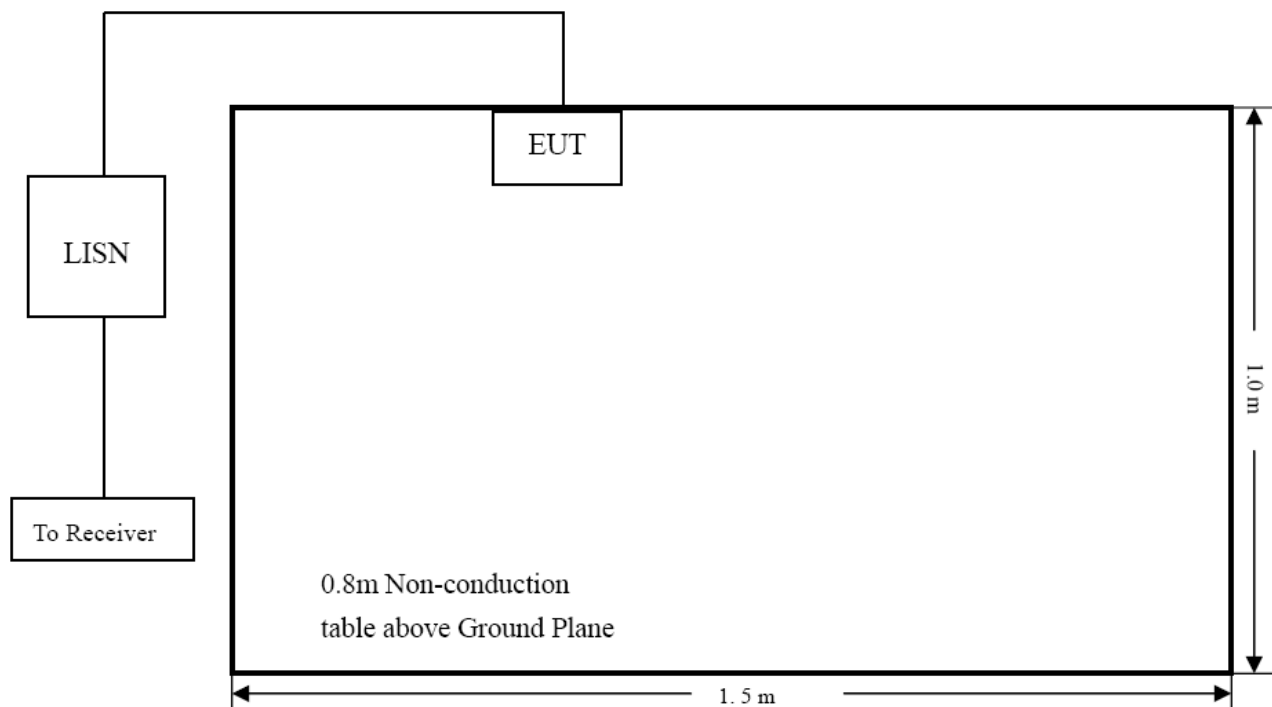 EUT
LISN
1.0 m
To Receiver
0.8m Non-conduction
table above Ground Plane
1. 5 m